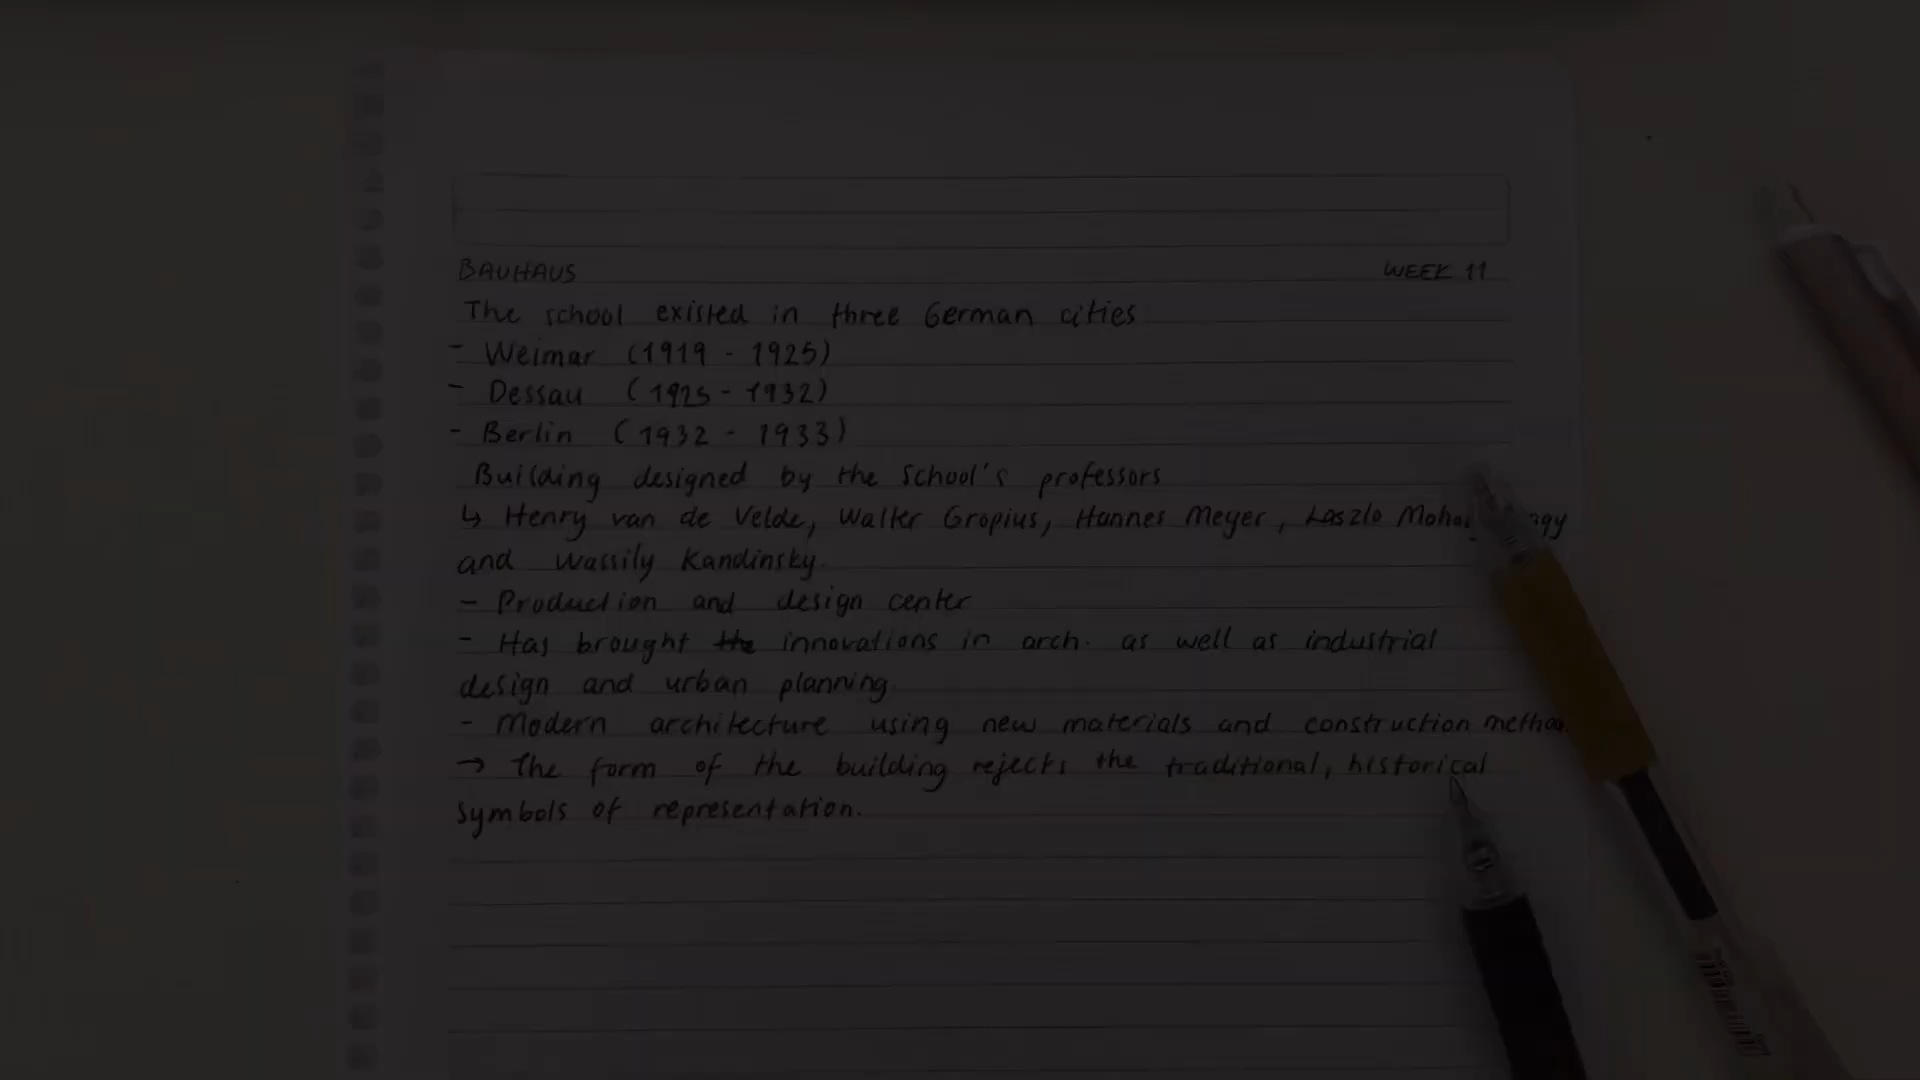 BAUHAUS WEEK 11
The school existed in three German cities
- Weimar (1919 - 1925)
- Dessau (1925 - 1932)
- Berlin (1932 - 1933)
Building designed by the School's professors
↳ Henry van de Velde, Walter Gropius, Hannes Meyer, Laszlo
and Wassily Kandinsky.
- Production and design center
- Has brought the innovations in arch. as well as industrial
design and urban planning
- Modern architecture using new materials and construction
→ The form of the building rejects the traditional, historical
symbols of representation.